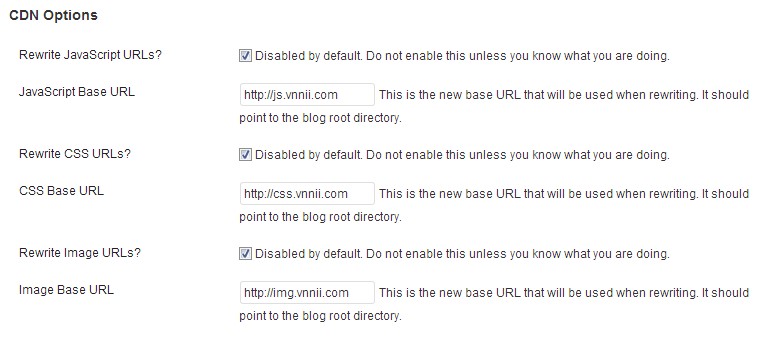 CDN Options
Rewrite JavaScript URLs? Disabled by default. Do not enable this unless you know what you are doing.
JavaScript Base URL http://js.vnnii.com This is the new base URL that will be used when rewriting. It should
point to the blog root directory.
Rewrite CSS URLs? Disabled by default. Do not enable this unless you know what you are doing.
CSS Base URL http://css.vnnii.com This is the new base URL that will be used when rewriting. It should
point to the blog root directory.
Rewrite Image URLs? Disabled by default. Do not enable this unless you know what you are doing.
Image Base URL http://img.vnnii.com This is the new base URL that will be used when rewriting. It should
point to the blog root directory.